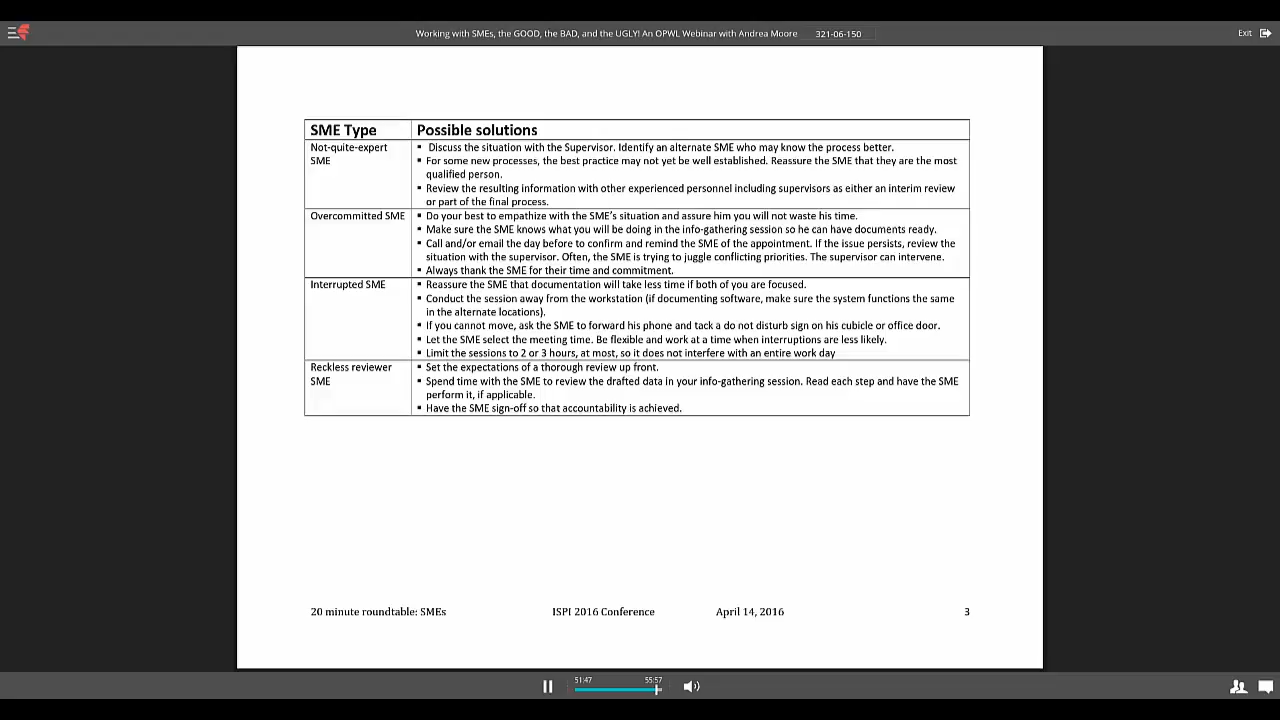 Working with SMEs, the GOOD, the BAD, and the UGLY! An OPWL Webinar with Andrea Moore 321-06-150
Exit
SME Type Possible solutions
Not-quite-expert SME
▪ Discuss the situation with the Supervisor. Identify an alternate SME who may know the process better.
▪ For some new processes, the best practice may not yet be well established. Reassure the SME that they are the most
qualified person.
▪ Review the resulting information with other experienced personnel including supervisors as either an interim review
or part of the final process.
Overcommitted SME
▪ Do your best to empathize with the SME's situation and assure him you will not waste his time.
▪ Make sure the SME knows what you will be doing in the info-gathering session so he can have documents ready.
▪ Call and/or email the day before to confirm and remind the SME of the appointment. If the issue persists, review the
situation with the supervisor. Often, the SME is trying to juggle conflicting priorities. The supervisor can intervene.
▪ Always thank the SME for their time and commitment.
Interrupted SME
▪ Reassure the SME that documentation will take less time if both of you are focused.
▪ Conduct the session away from the workstation (if documenting software, make sure the system functions the same
in the alternate locations).
▪ If you cannot move, ask the SME to forward his phone and tack a do not disturb sign on his cubicle or office door.
▪ Let the SME select the meeting time. Be flexible and work at a time when interruptions are less likely.
▪ Limit the sessions to 2 or 3 hours, at most, so it does not interfere with an entire work day
Reckless reviewer
SME
▪ Set the expectations of a thorough review up front.
▪ Spend time with the SME to review the drafted data in your info-gathering session. Read each step and have the SME
perform it, if applicable.
▪ Have the SME sign-off so that accountability is achieved.
20 minute roundtable: SMEs ISPI 2016 Conference April 14, 2016 3
51:47 55:57